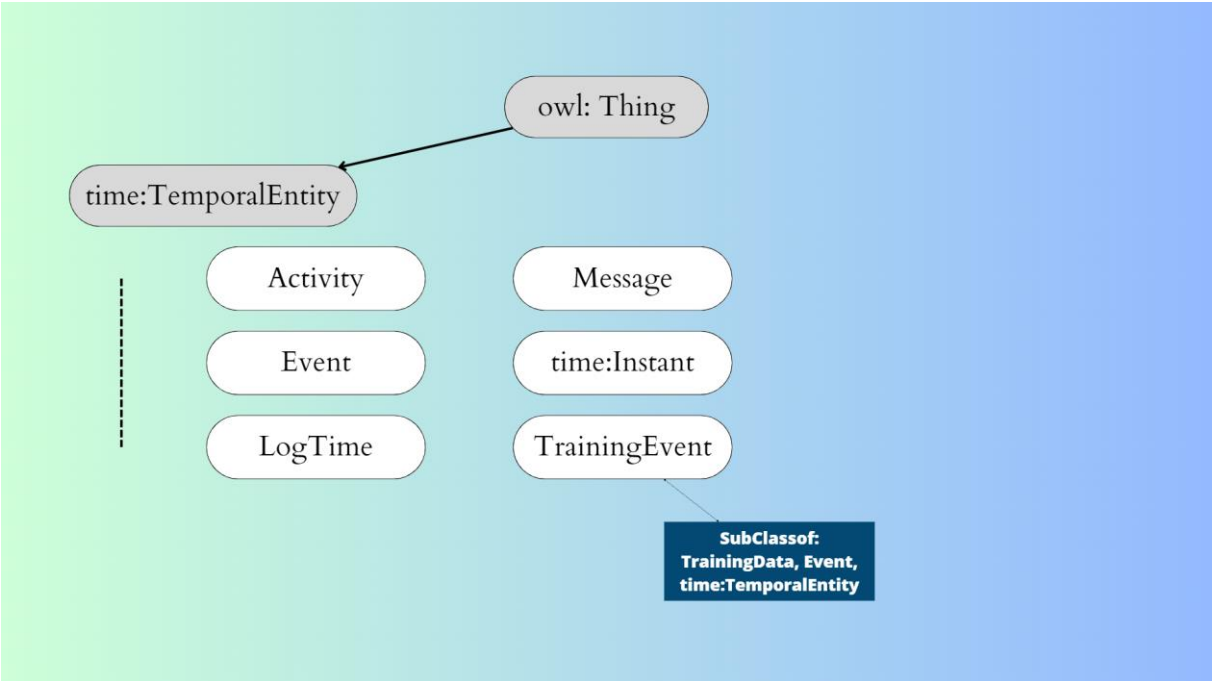 owl: Thing
time:TemporalEntity
Activity
Message
Event
time:Instant
LogTime
TrainingEvent
SubClassof:
TrainingData, Event,
time:TemporalEntity